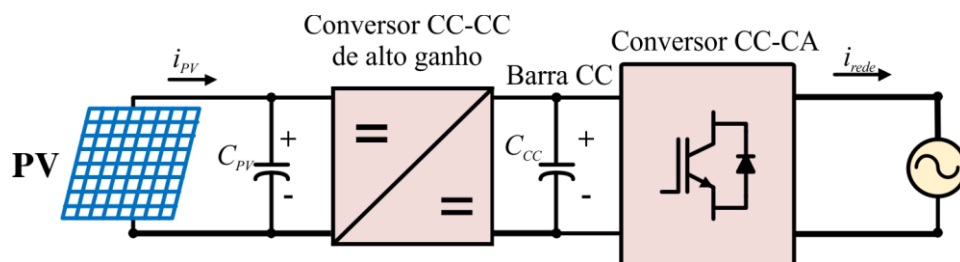 Conversor CC-CC
de alto ganho
Conversor CC-CA
i_PV
Barra CC
i_rede
PV
C_PV
+
-
=
=
C_CC
+
-